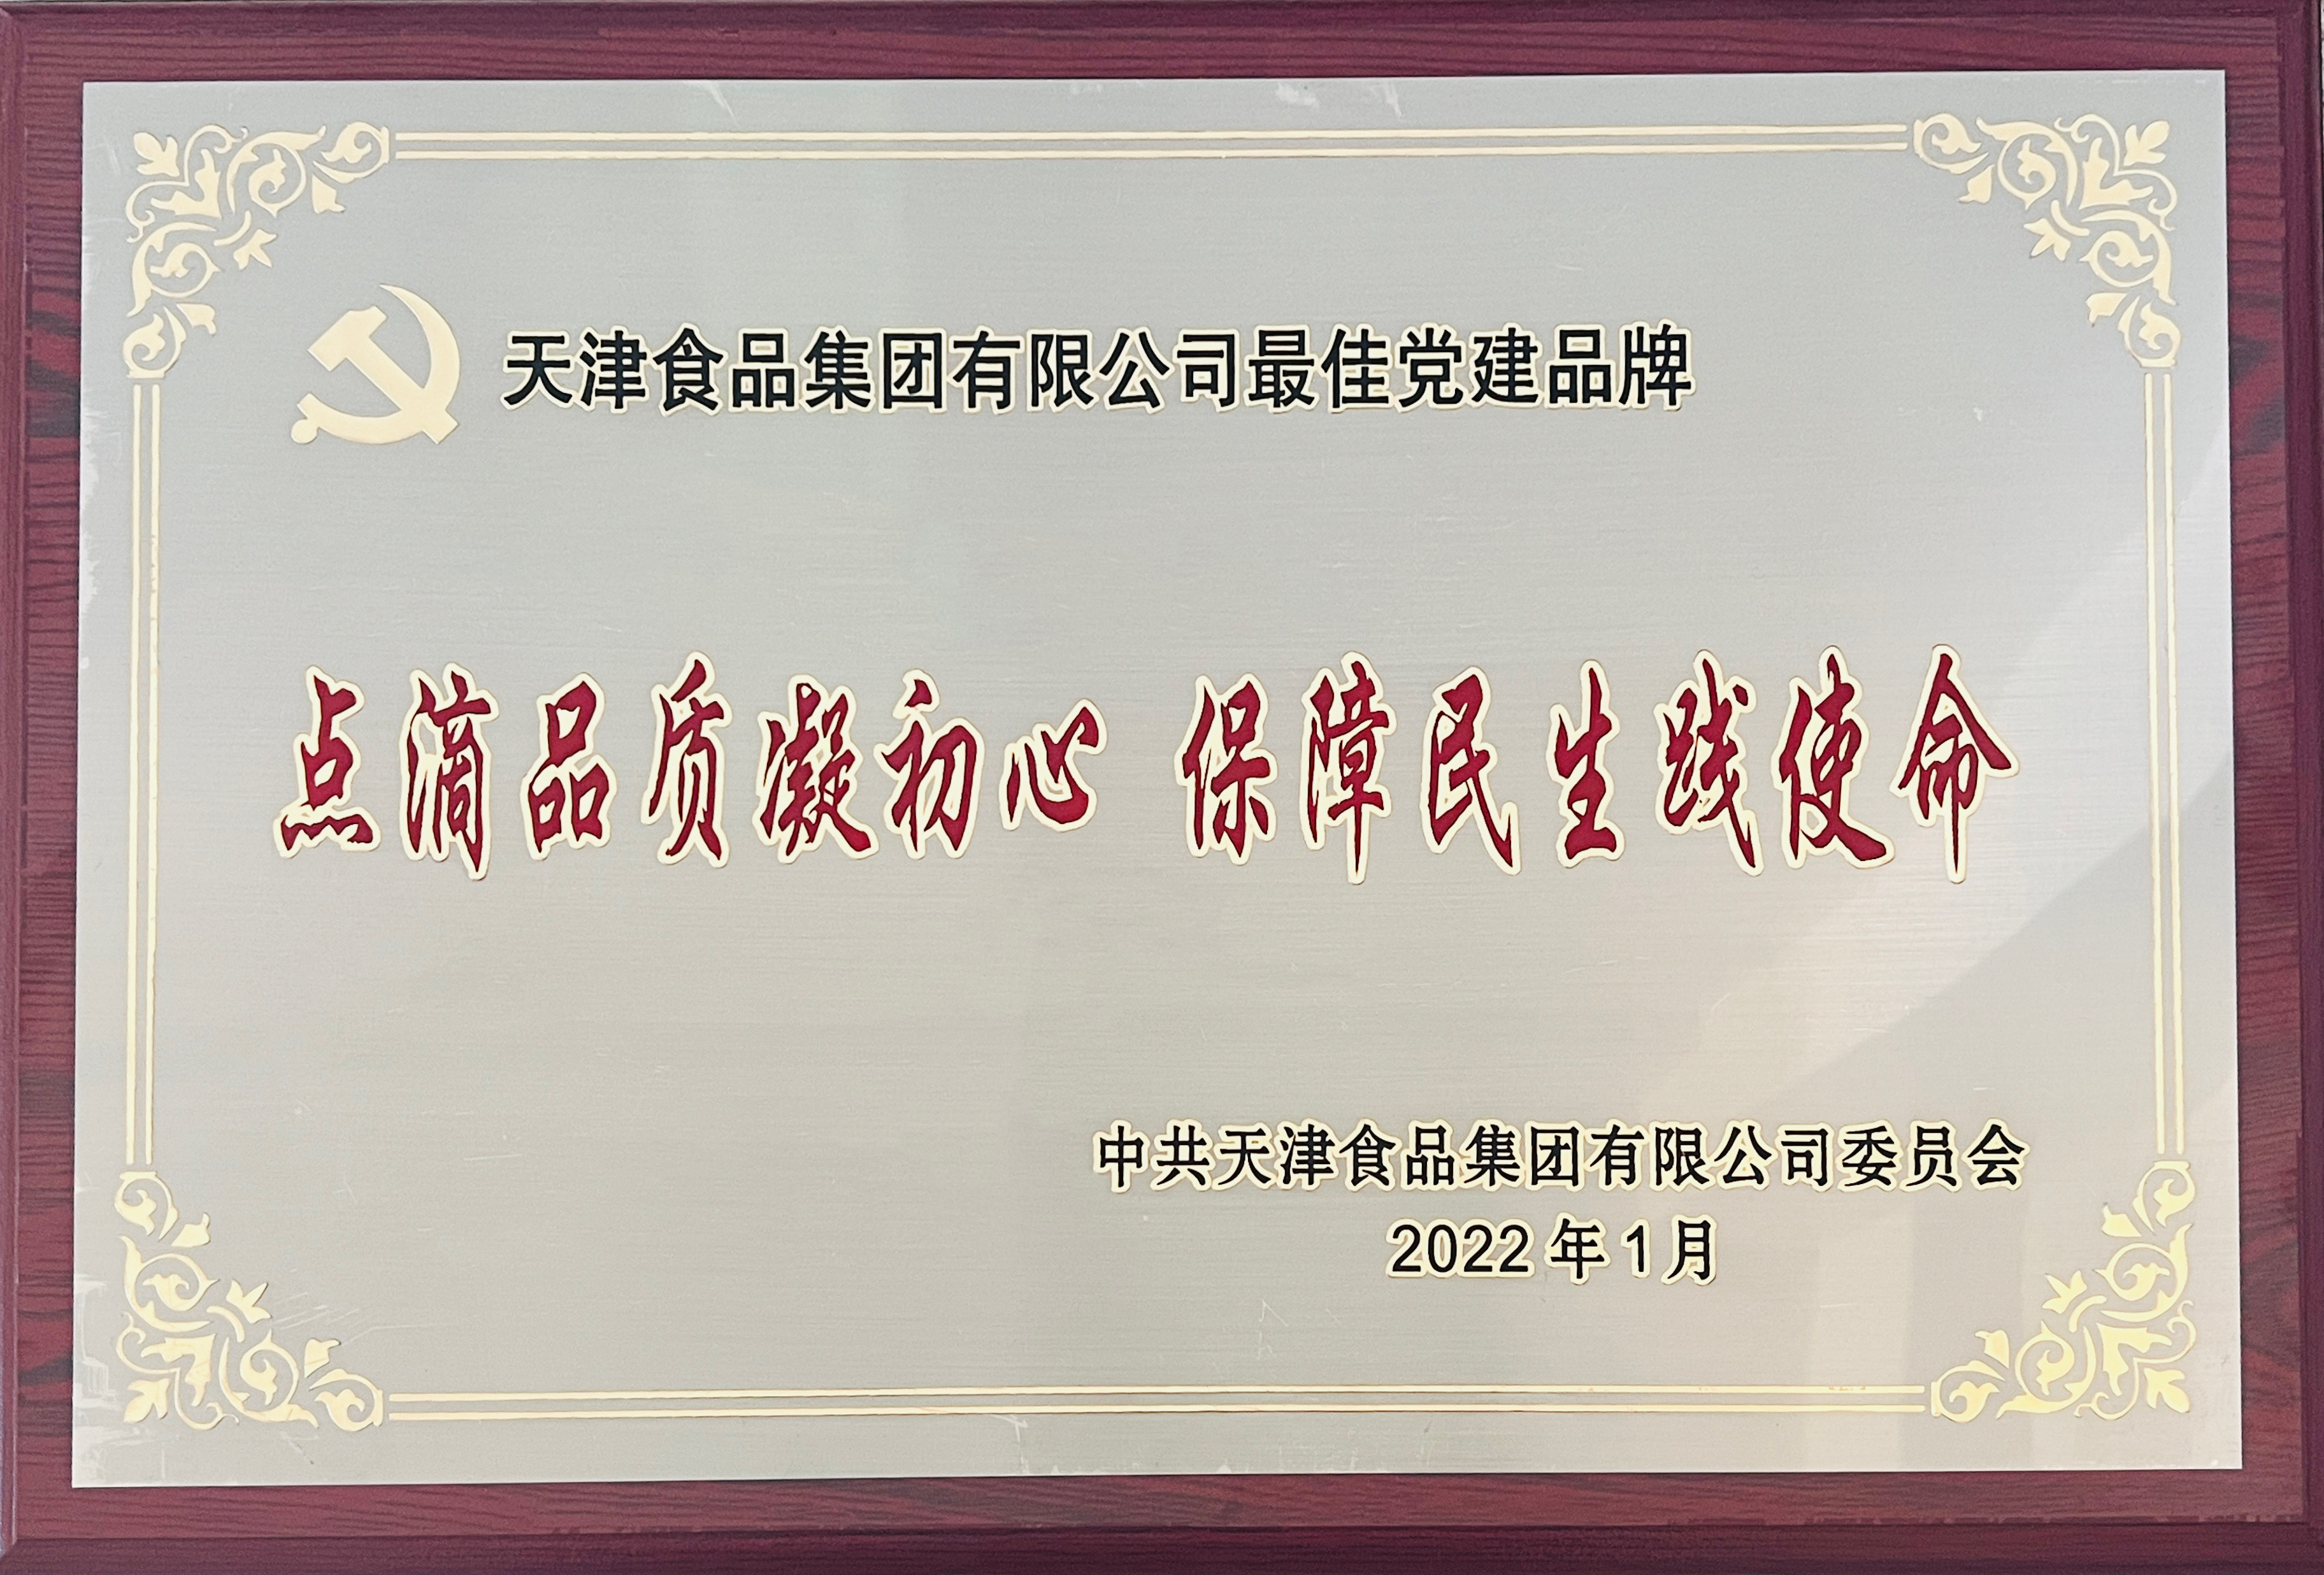 天津食品集团有限公司最佳党建品牌
点滴品质凝初心 保障民生践使命
中共天津食品集团有限公司委员会
2022年1月